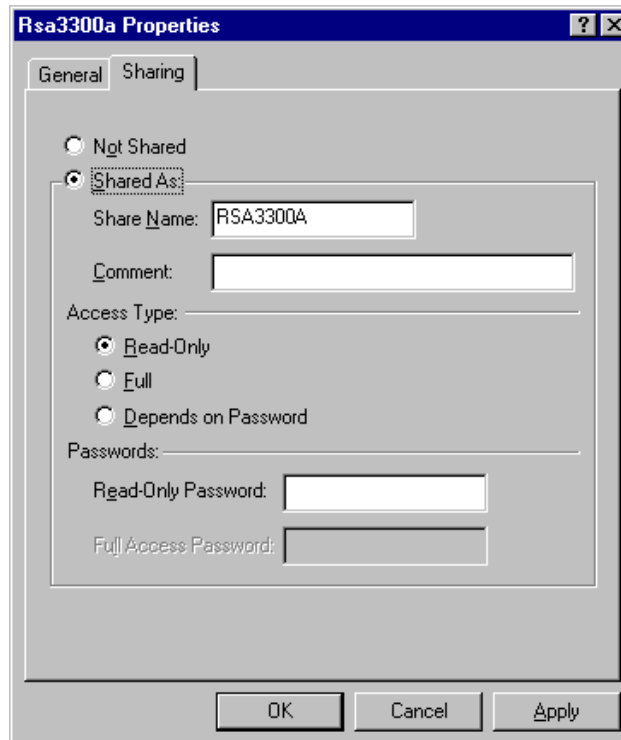 Rsa3300a Properties
General Sharing
Not Shared
Shared As:
Share Name: RSA3300A
Comment:
Access Type:
Read-Only
Full
Depends on Password
Passwords:
Read-Only Password:
Full Access Password:
OK Cancel Apply